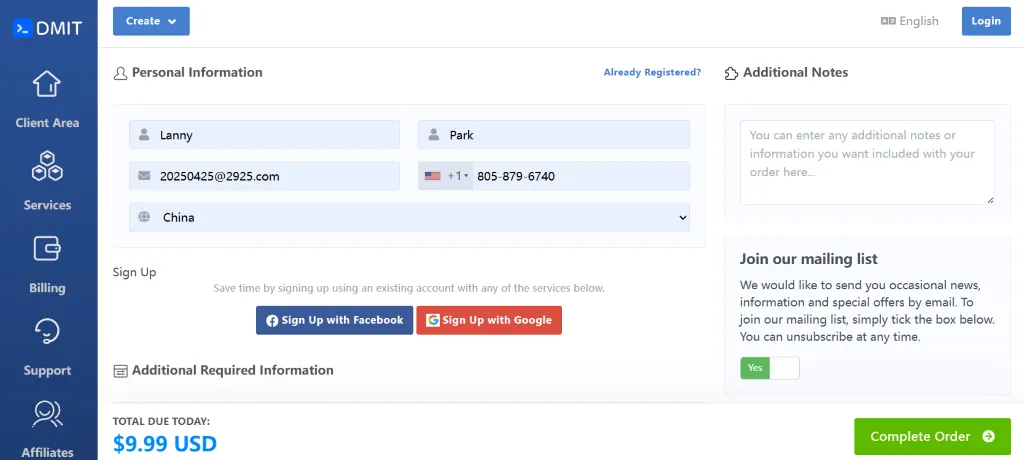 DMIT
Create
English
Login
Client Area
Services
Billing
Support
Affiliates
Personal Information
Already Registered?
Lanny
Park
20250425@2925.com
+1
805-879-6740
China
Sign Up
Save time by signing up using an existing account with any of the services below.
Sign Up with Facebook
Sign Up with Google
Additional Required Information
Additional Notes
You can enter any additional notes or
information you want included with your
order here...
Join our mailing list
We would like to send you occasional news,
information and special offers by email. To
join our mailing list, simply tick the box below.
You can unsubscribe at any time.
Yes
TOTAL DUE TODAY:
$9.99 USD
Complete Order